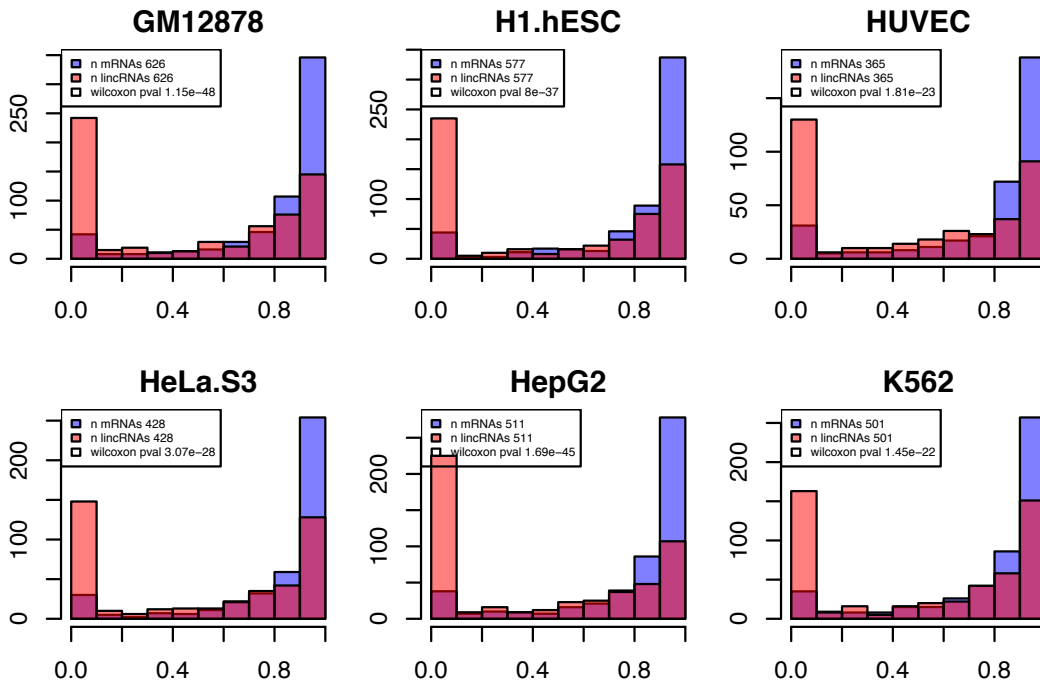 GM12878
n mRNAs 626
n lincRNAs 626
wilcoxon pval 1.15e−48
250
100
0
0.0 0.4 0.8
H1.hESC
n mRNAs 577
n lincRNAs 577
wilcoxon pval 8e−37
250
100
0
0.0 0.4 0.8
HUVEC
n mRNAs 365
n lincRNAs 365
wilcoxon pval 1.81e−23
100
50
0
0.0 0.4 0.8
HeLa.S3
n mRNAs 428
n lincRNAs 428
wilcoxon pval 3.07e−28
200
100
0
0.0 0.4 0.8
HepG2
n mRNAs 511
n lincRNAs 511
wilcoxon pval 1.69e−45
200
100
0
0.0 0.4 0.8
K562
n mRNAs 501
n lincRNAs 501
wilcoxon pval 1.45e−22
200
100
0
0.0 0.4 0.8